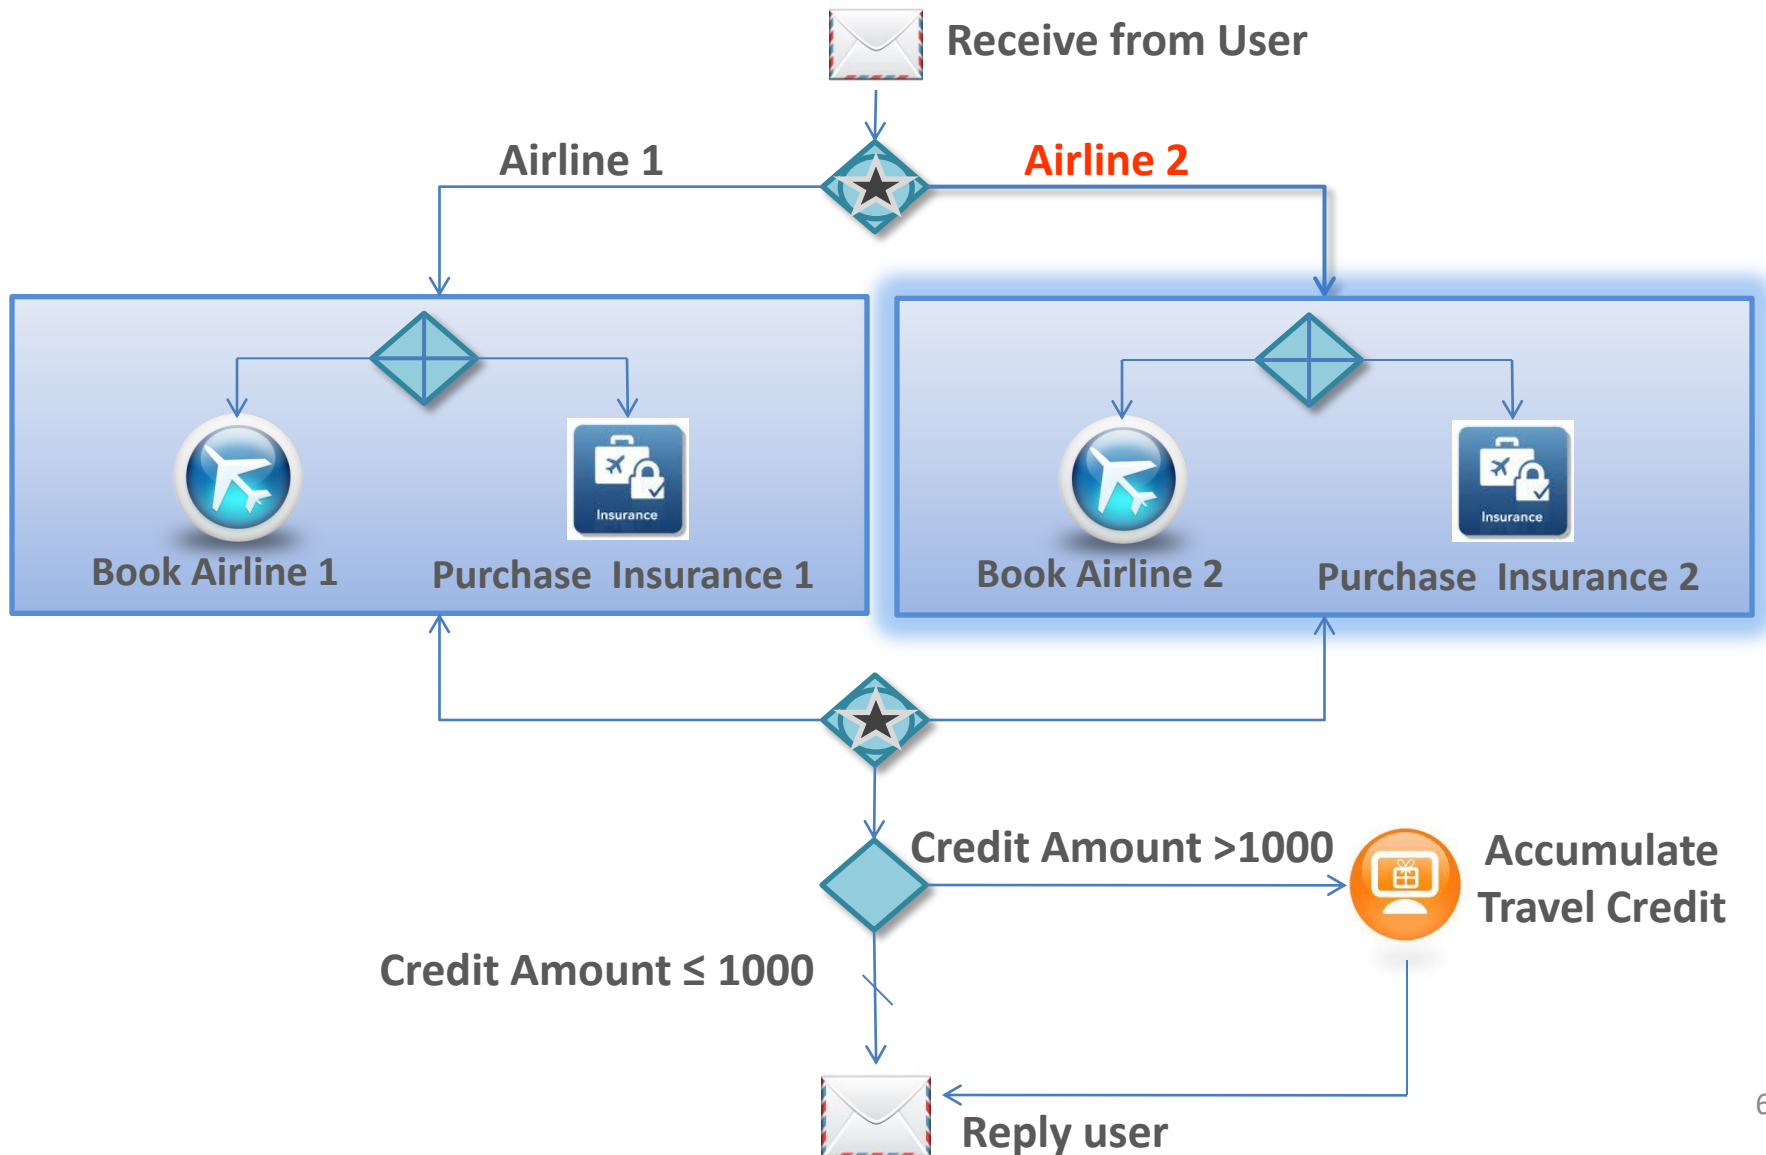 Receive from User
Airline 1
Airline 2
Insurance
Insurance
Book Airline 1
Purchase Insurance 1
Book Airline 2
Purchase Insurance 2
Credit Amount >1000
Accumulate
Travel Credit
Credit Amount ≤ 1000
Reply user
6